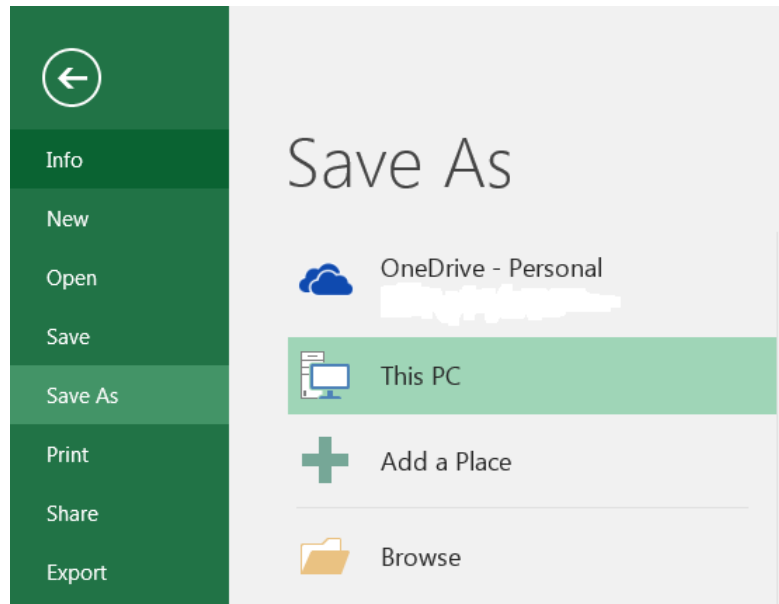 Info
New
Open
Save
Save As
Print
Share
Export
Save As
OneDrive - Personal
This PC
Add a Place
Browse